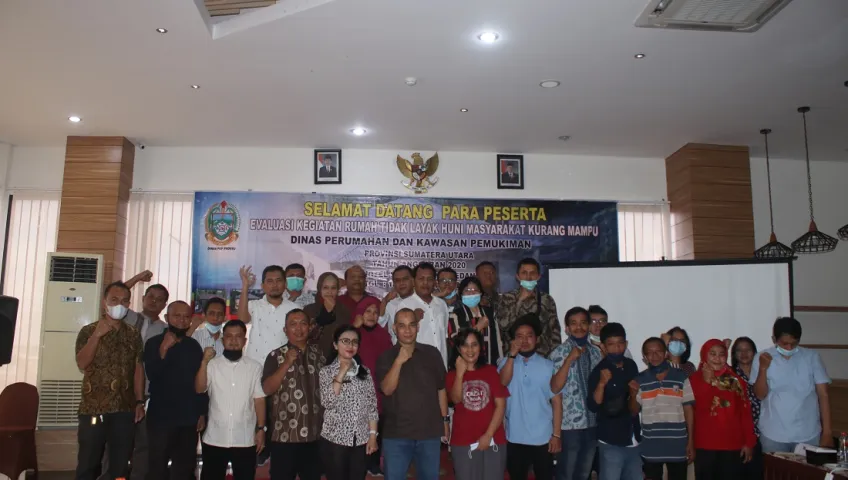 SELAMAT DATANG PARA PESERTA
EVALUASI KEGIATAN RUMAH TIDAK LAYAK HUNI MASYARAKAT KURANG MAMPU
DINAS PERUMAHAN DAN KAWASAN PEMUKIMAN
PROVINSI SUMATERA UTARA
2020